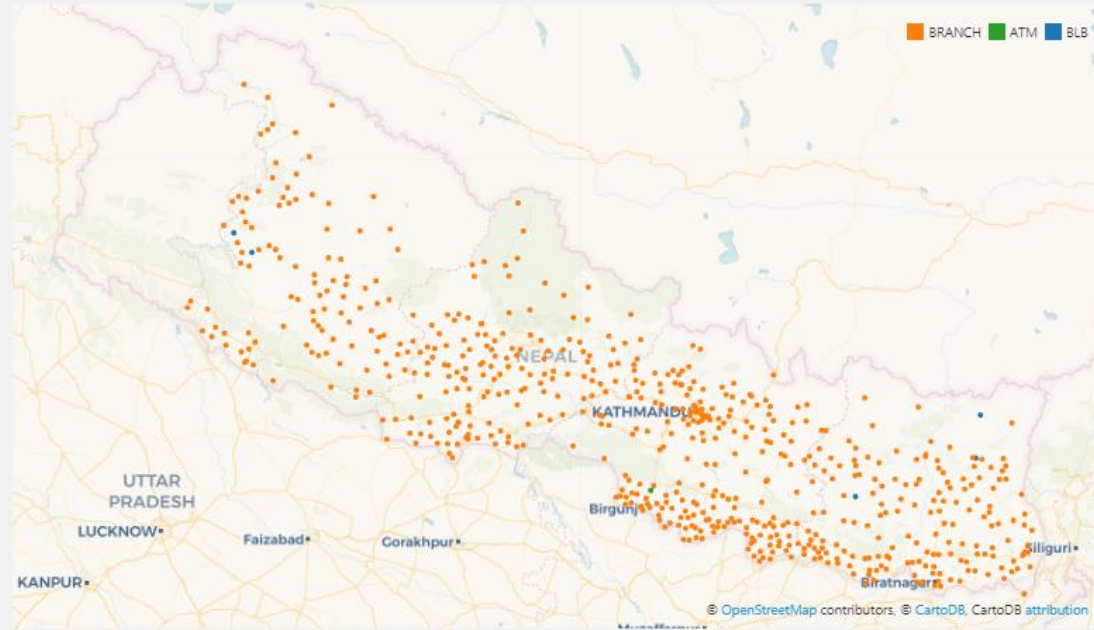 BRANCH ATM BLB
NEPAL
KATHMANDU
UTTAR
PRADESH
Birgunj
LUCKNOW
Faizabad
Gorakhpur
Siliguri
KANPUR
Biratnagar
© OpenStreetMap contributors, © CartoDB, CartoDB attribution